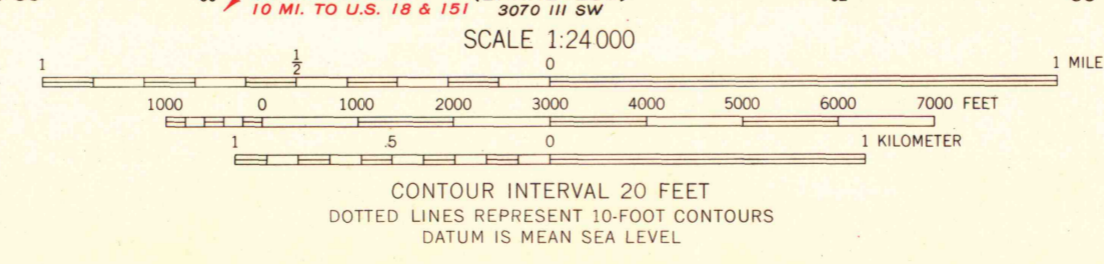 10 MI. TO U.S. 18 & 151 3070 III SW
SCALE 1:24 000
1 1/2 0 1 MILE
1000 0 1000 2000 3000 4000 5000 6000 7000 FEET
1 .5 0 1 KILOMETER
CONTOUR INTERVAL 20 FEET
DOTTED LINES REPRESENT 10-FOOT CONTOURS
DATUM IS MEAN SEA LEVEL